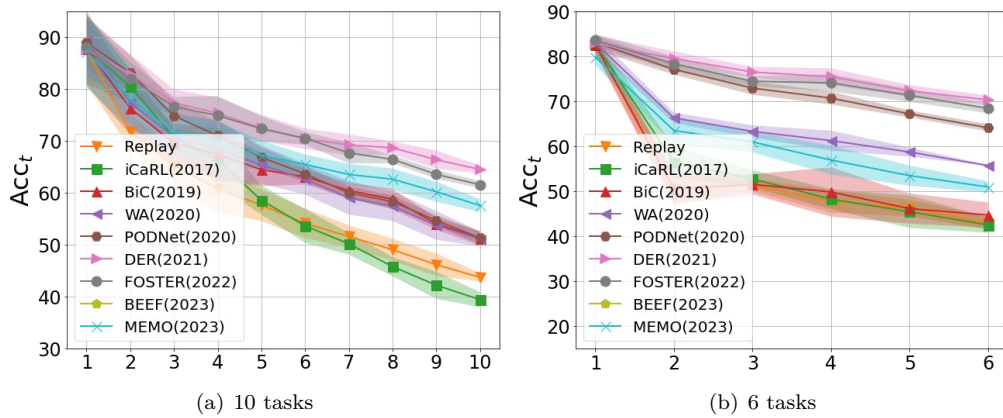 90
80
70
60
50
40
30
Acc_t
Replay
iCaRL(2017)
BiC(2019)
WA(2020)
PODNet(2020)
DER(2021)
FOSTER(2022)
BEEF(2023)
MEMO(2023)
1 2 3 4 5 6 7 8 9 10
(a) 10 tasks
90
80
70
60
50
40
30
20
Acc_t
Replay
iCaRL(2017)
BiC(2019)
WA(2020)
PODNet(2020)
DER(2021)
FOSTER(2022)
BEEF(2023)
MEMO(2023)
1 2 3 4 5 6
(b) 6 tasks